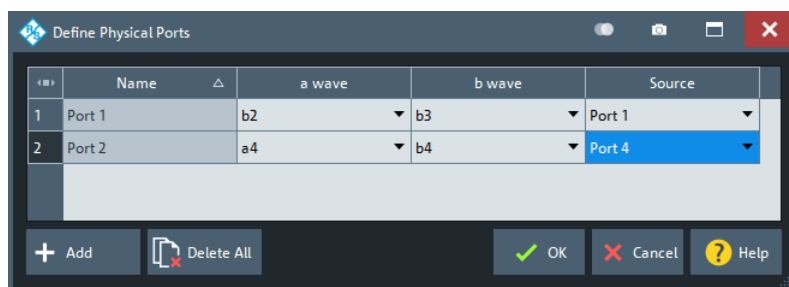 Define Physical Ports
Name a wave b wave Source
1 Port 1 b2 b3 Port 1
2 Port 2 a4 b4 Port 4
Add Delete All OK Cancel ? Help